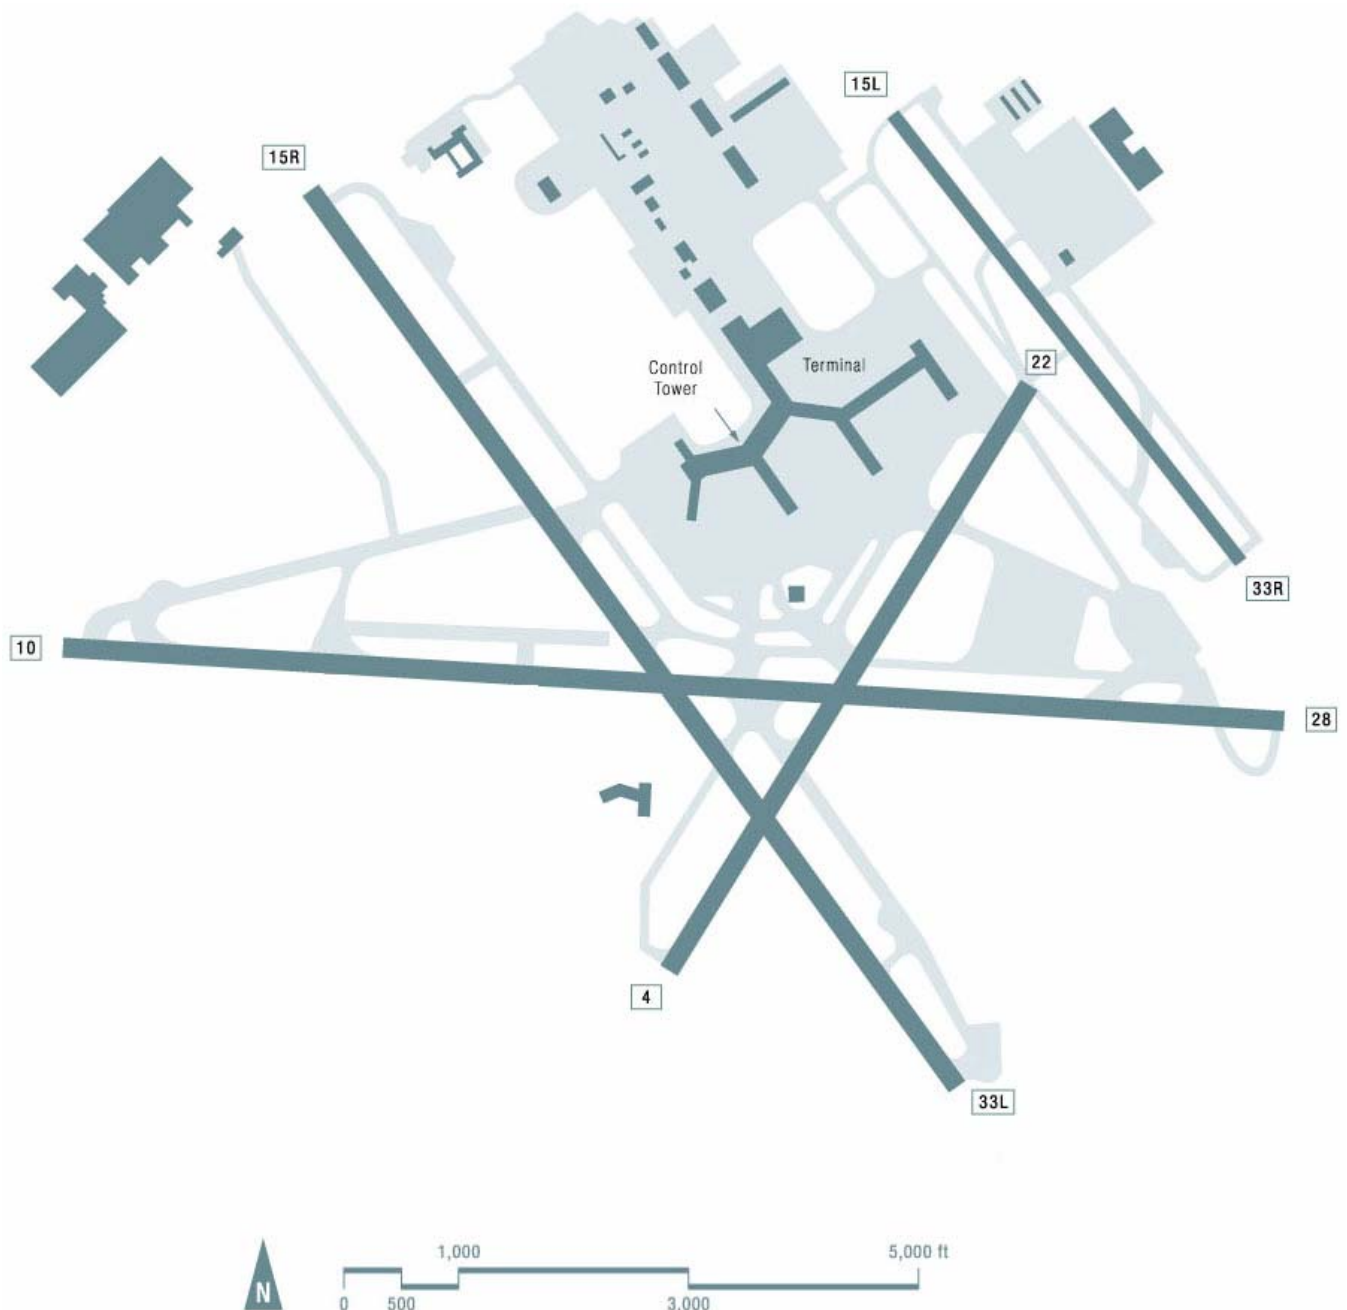 15L
15R
22
Control
Tower
Terminal
33R
10
28
4
33L
1,000
5,000 ft
N
0
500
3,000